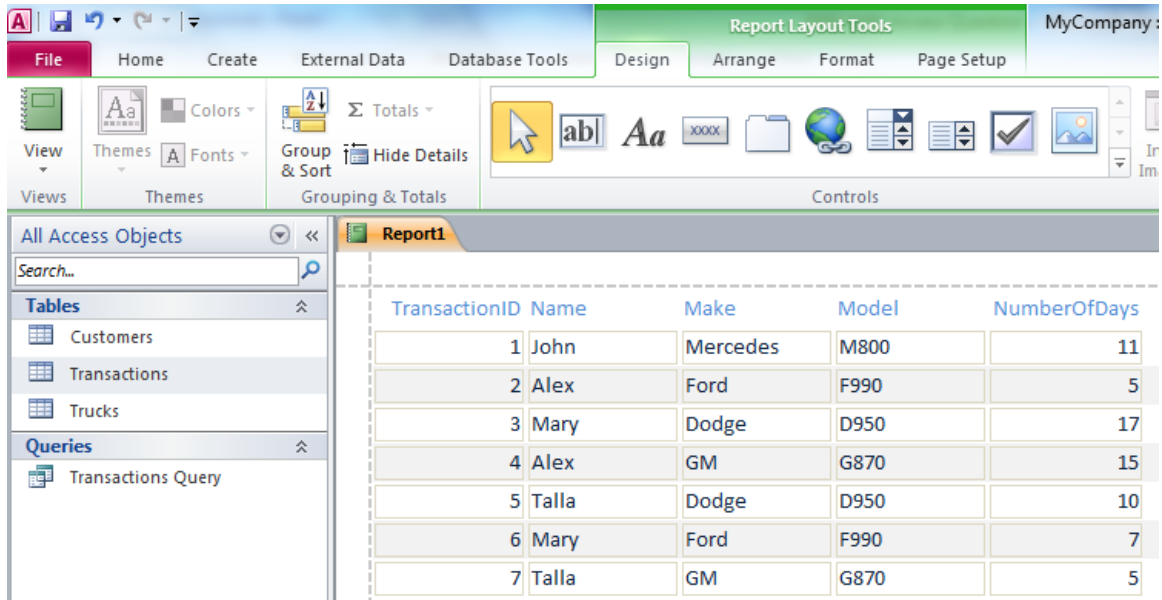 A
Report Layout Tools MyCompany :
File Home Create External Data Database Tools Design Arrange Format Page Setup
Aa Colors A Z Σ Totals
ab| Aa XXXX
View Themes A Fonts Group Hide Details
& Sort
Views Themes Grouping & Totals Controls
All Access Objects « Report1
Search...
Tables
Customers
Transactions
Trucks
Queries
Transactions Query
TransactionID Name Make Model NumberOfDays
1 John Mercedes M800 11
2 Alex Ford F990 5
3 Mary Dodge D950 17
4 Alex GM G870 15
5 Talla Dodge D950 10
6 Mary Ford F990 7
7 Talla GM G870 5